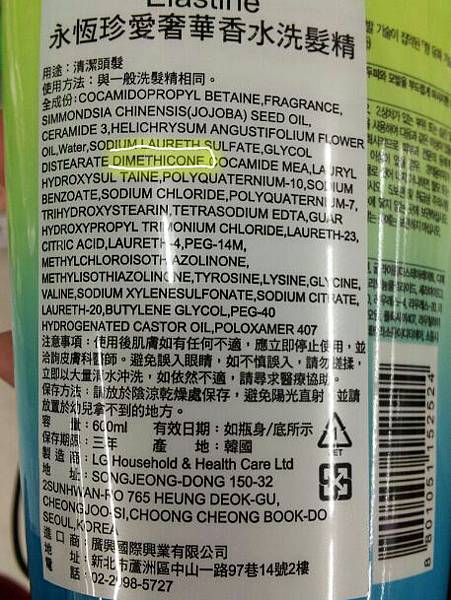 Elastine
永恆珍愛奢華香水洗髮精
用途：清潔頭髮
使用方法：與一般洗髮精相同。
全成份:COCAMIDOPROPYL BETAINE,FRAGRANCE,
SIMMONDSIA CHINENSIS(JOJOBA) SEED OIL,
CERAMIDE 3,HELICHRYSUM ANGUSTIFOLIUM FLOWER
OIL,Water,SODIUM LAURETH SULFATE,GLYCOL
DISTEARATE DIMETHICONE COCAMIDE MEA,LAURYL
HYDROXYSUL TAINE,POLYQUATERNIUM-10,SODIUM
BENZOATE,SODIUM CHLORIDE,POLYQUATERNIUM-7,
TRIHYDROXYSTEARIN,TETRASODIUM EDTA,GUAR
HYDROXYPROPYL TRIMONIUM CHLORIDE,LAURETH-23,
CITRIC ACID,LAURETH-4,PEG-14M,
METHYLCHLOROISOTHIAZOLINONE,
METHYLISOTHIAZOLINONE,TYROSINE,LYSINE,GLYCINE,
VALINE,SODIUM XYLENESULFONATE,SODIUM CITRATE,
LAURETH-20,BUTYLENE GLYCOL,PEG-40
HYDROGENATED CASTOR OIL,POLOXAMER 407
注意事項：使用後肌膚如有任何不適，應立即停止使用，並
洽詢皮膚科醫師。避免誤入眼睛，如不慎誤入，請勿搓揉，
立即以大量清水沖洗，如依然不適，請尋求醫療協助。
保存方法：請放於陰涼乾燥處保存，避免陽光直射，並請
放置於幼兒拿不到的地方。
容 量：600ml 有效日期：如瓶身/底所示
保存期限：三年 產 地：韓國
製 造 商：LG Household & Health Care Ltd
地 址：SONGJEONG-DONG 150-32
2SUNHWAN-RO 765 HEUNG DEOK-GU,
CHEONGJOO-SI,CHOONG CHEONG BOOK-DO
SEOUL,KOREA
進 口 商：廣興國際興業有限公司
地 址：新北市蘆洲區中山一路97巷14弄2號
電 話：02-2998-5727
PET
8801051152524